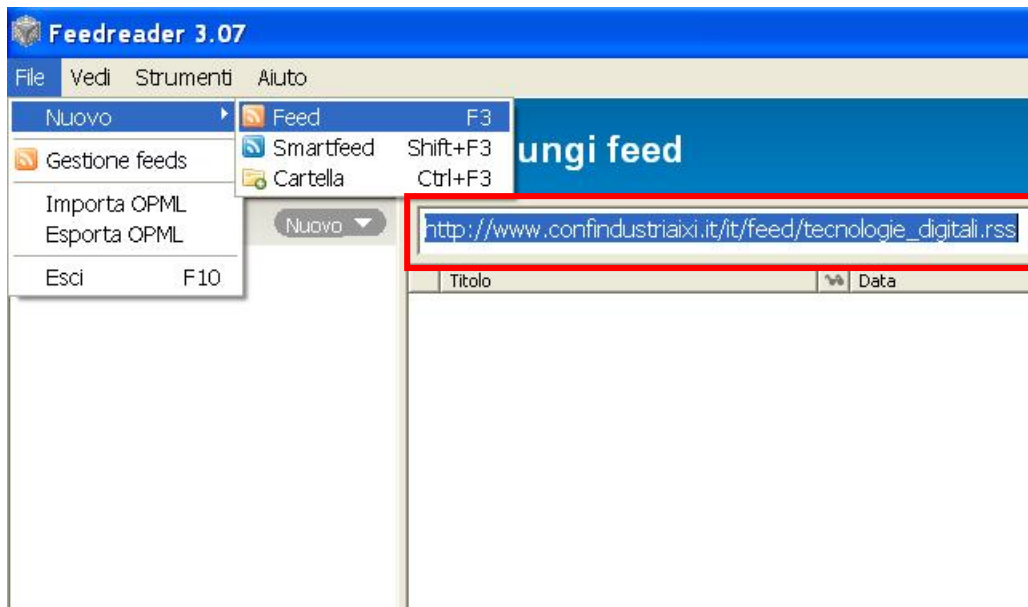 Feedreader 3.07
File Vedi Strumenti Aiuto
Nuovo
Gestione feeds
Importa OPML
Esporta OPML
Esci F10
Feed F3
Smartfeed Shift+F3
Cartella Ctrl+F3
ungi feed
Nuovo
http://www.confindustriaixi.it/it/feed/tecnologie_digitali.rss
Titolo Data